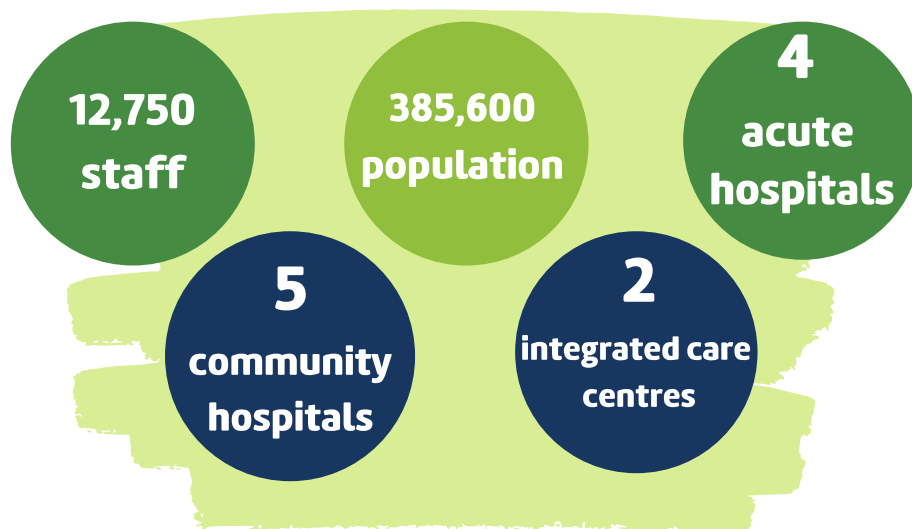 12,750
staff
385,600
population
4
acute
hospitals
5
community
hospitals
2
integrated care
centres